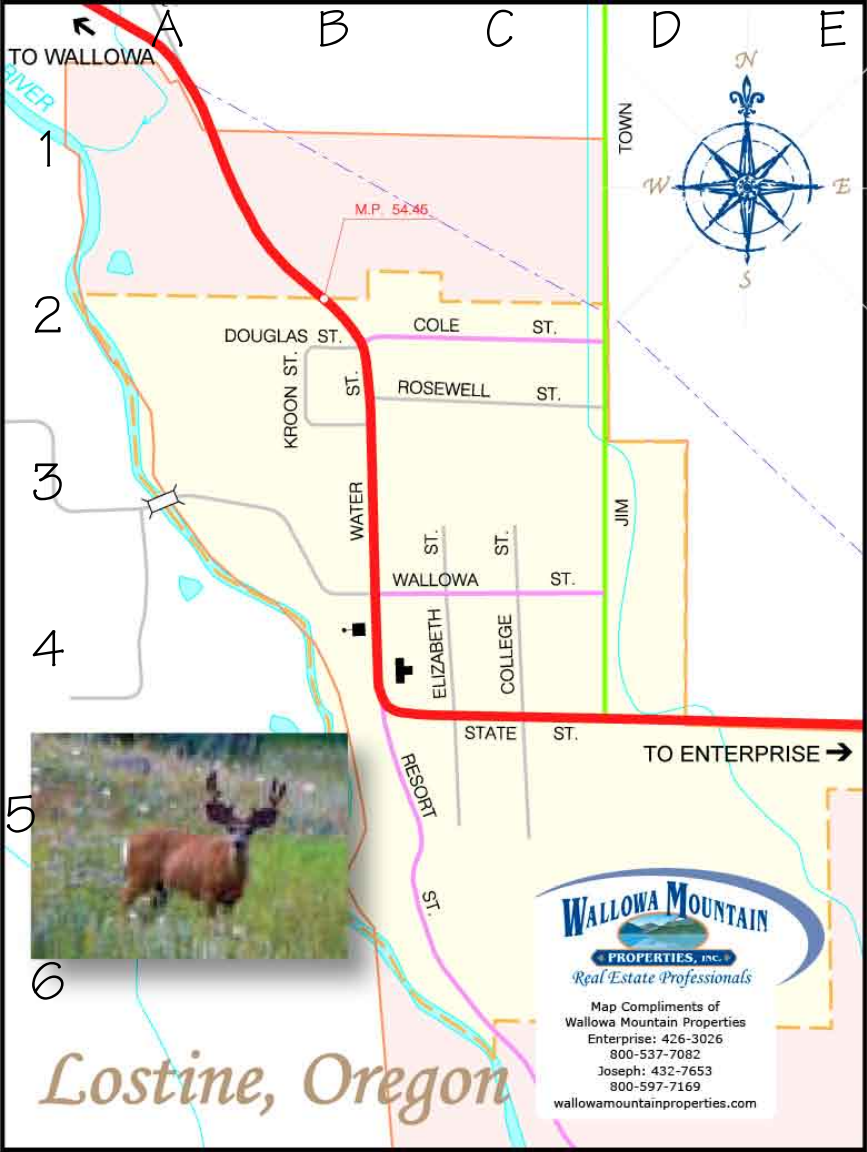 A B C D E
TO WALLOWA
RIVER
TOWN
N
1
W E
M.P. 54.45
S
2
DOUGLAS ST.
COLE ST.
KROON ST.
ST.
ROSEWELL ST.
3
WATER
JIM
ST.
ST.
WALLOWA ST.
4
ELIZABETH
COLLEGE
STATE ST.
TO ENTERPRISE
RESORT
5
ST.
WALLOWA MOUNTAIN
PROPERTIES, INC.
Real Estate Professionals
6
Map Compliments of
Wallowa Mountain Properties
Enterprise: 426-3026
800-537-7082
Joseph: 432-7653
800-597-7169
wallowamountainproperties.com
Lostine, Oregon